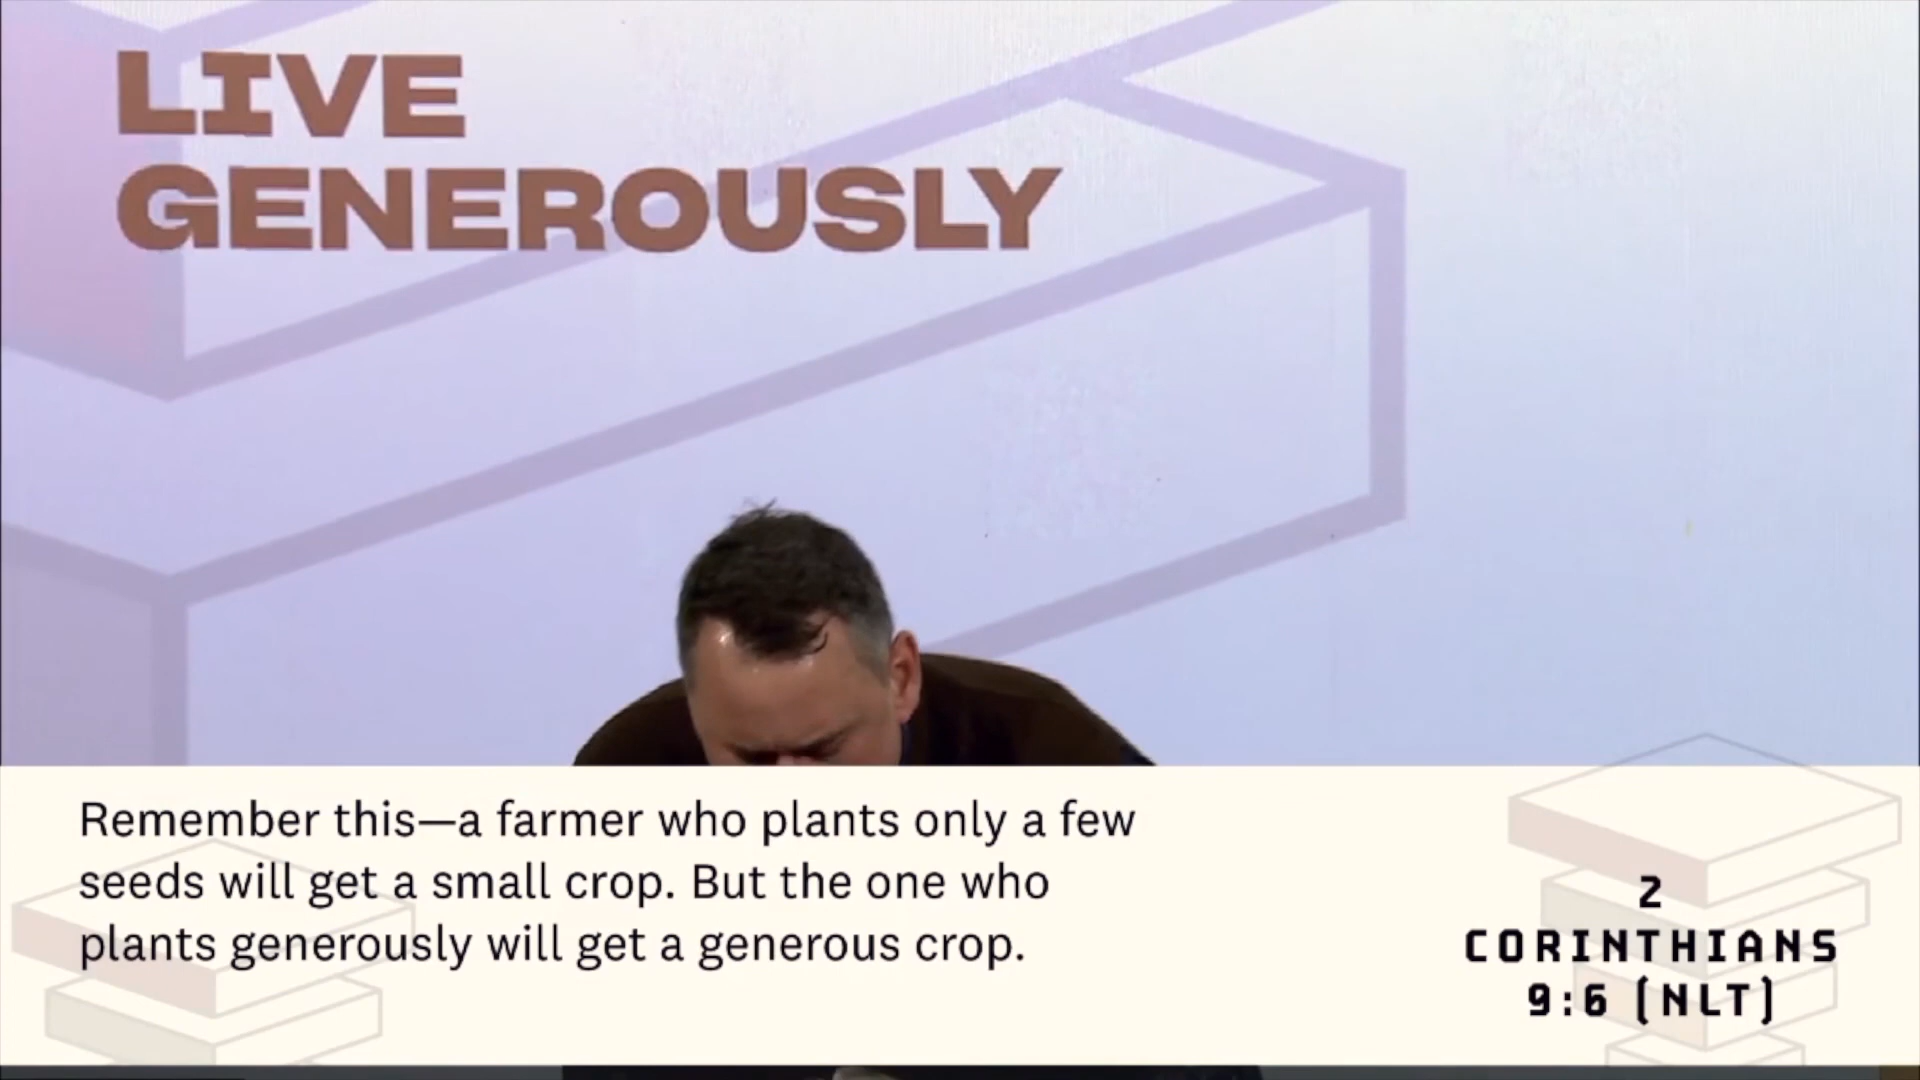 LIVE
GENEROUSLY
Remember this—a farmer who plants only a few
seeds will get a small crop. But the one who
plants generously will get a generous crop.
2
CORINTHIANS
9:6 (NLT)